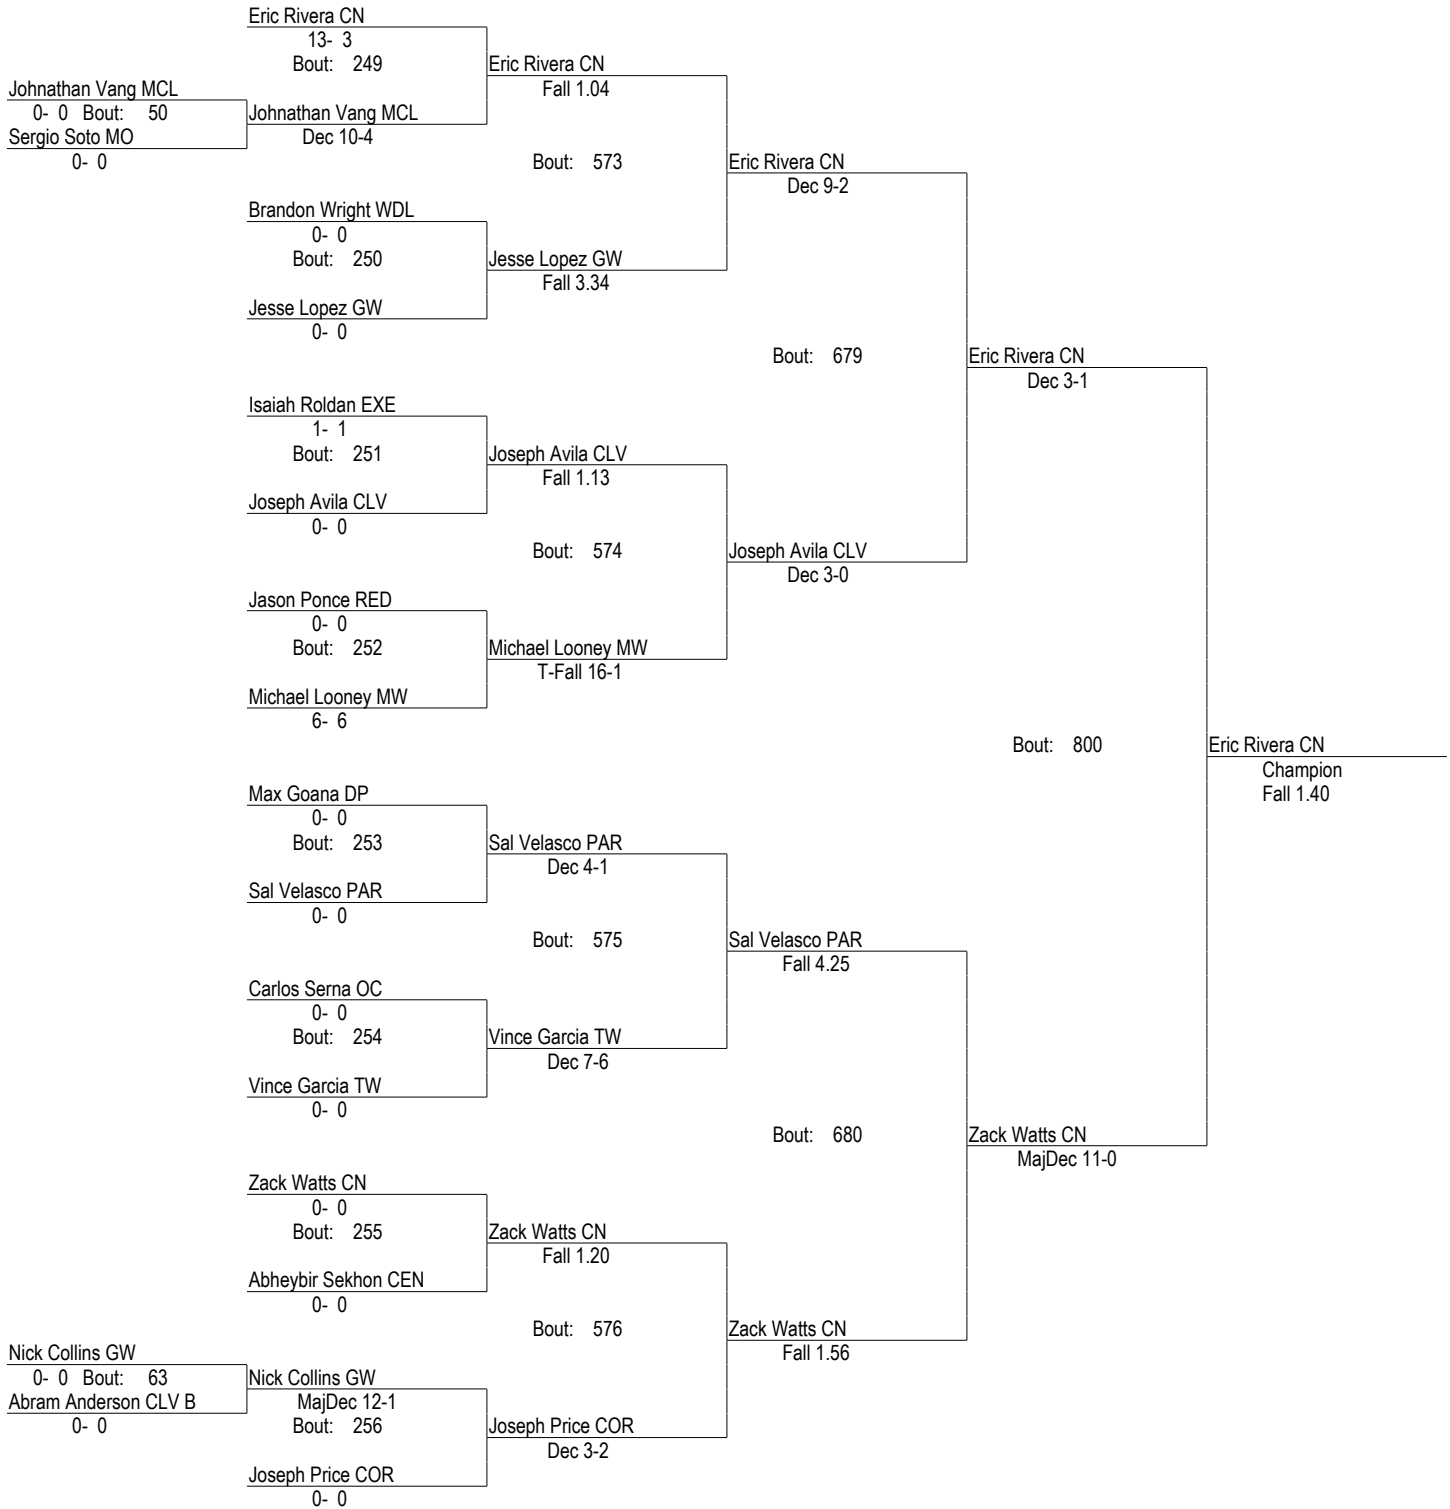 Eric Rivera CN
13- 3
Bout: 249
Eric Rivera CN
Fall 1.04
Johnathan Vang MCL
0- 0 Bout: 50
Johnathan Vang MCL
Dec 10-4
Sergio Soto MO
0- 0
Bout: 573
Eric Rivera CN
Dec 9-2
Brandon Wright WDL
0- 0
Bout: 250
Jesse Lopez GW
Fall 3.34
Jesse Lopez GW
0- 0
Bout: 679
Eric Rivera CN
Dec 3-1
Isaiah Roldan EXE
1- 1
Bout: 251
Joseph Avila CLV
Fall 1.13
Joseph Avila CLV
0- 0
Bout: 574
Joseph Avila CLV
Dec 3-0
Jason Ponce RED
0- 0
Bout: 252
Michael Looney MW
T-Fall 16-1
Michael Looney MW
6- 6
Bout: 800
Eric Rivera CN
Champion
Fall 1.40
Max Goana DP
0- 0
Bout: 253
Sal Velasco PAR
Dec 4-1
Sal Velasco PAR
0- 0
Bout: 575
Sal Velasco PAR
Fall 4.25
Carlos Serna OC
0- 0
Bout: 254
Vince Garcia TW
Dec 7-6
Vince Garcia TW
0- 0
Bout: 680
Zack Watts CN
MajDec 11-0
Zack Watts CN
0- 0
Bout: 255
Zack Watts CN
Fall 1.20
Abheybir Sekhon CEN
0- 0
Bout: 576
Zack Watts CN
Fall 1.56
Nick Collins GW
0- 0 Bout: 63
Nick Collins GW
MajDec 12-1
Abram Anderson CLV B
0- 0
Bout: 256
Joseph Price COR
Dec 3-2
Joseph Price COR
0- 0